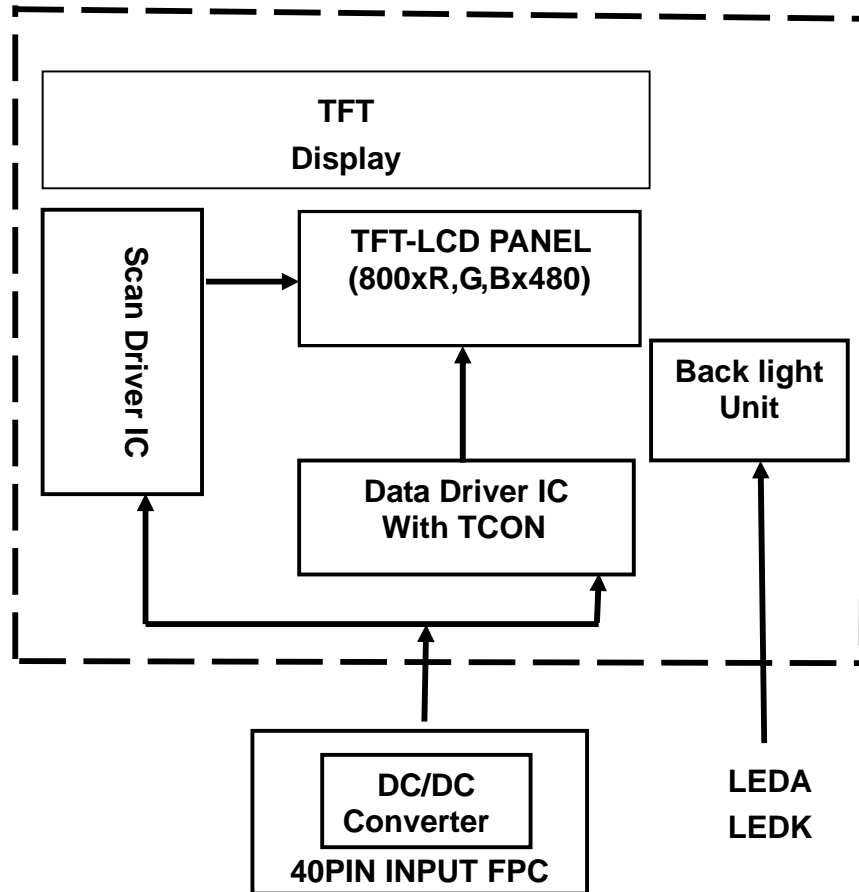 TFT
Display
Scan Driver IC
TFT-LCD PANEL
(800xR,G,Bx480)
Back light
Unit
Data Driver IC
With TCON
DC/DC
Converter
40PIN INPUT FPC
LEDA
LEDK